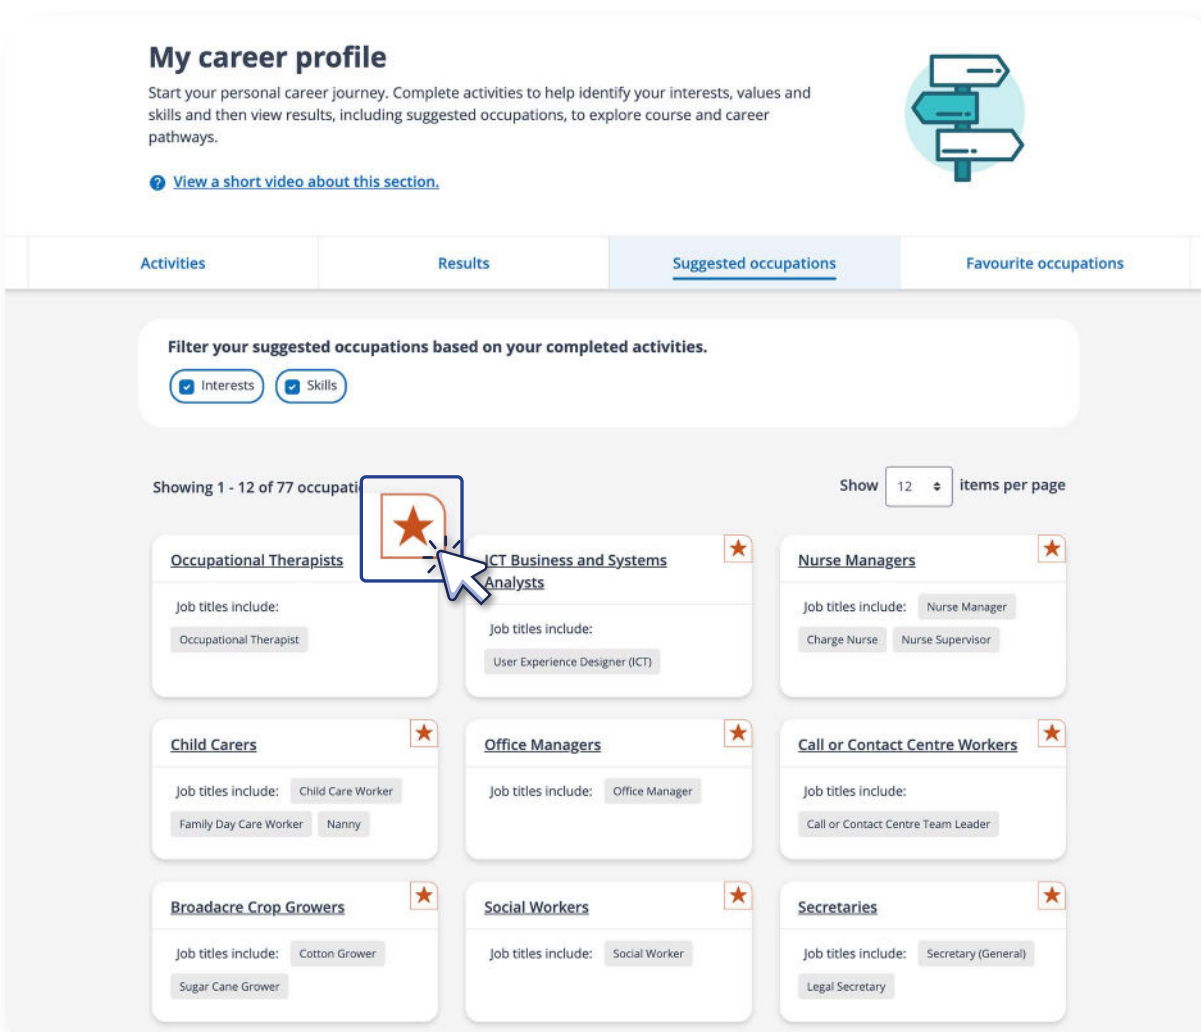 My career profile
Start your personal career journey. Complete activities to help identify your interests, values and
skills and then view results, including suggested occupations, to explore course and career
pathways.
View a short video about this section.
Activities
Results
Suggested occupations
Favourite occupations
Filter your suggested occupations based on your completed activities.
Interests
Skills
Showing 1 - 12 of 77
Show 12 items per page
Occupational Therapists
Job titles include:
Occupational Therapist
ICT Business and Systems
Analysts
Job titles include:
User Experience Designer (ICT)
Nurse Managers
Job titles include: Nurse Manager
Charge Nurse Nurse Supervisor
Child Carers
Job titles include: Child Care Worker
Family Day Care Worker Nanny
Office Managers
Job titles include: Office Manager
Call or Contact Centre Workers
Job titles include:
Call or Contact Centre Team Leader
Broadacre Crop Growers
Job titles include: Cotton Grower
Sugar Cane Grower
Social Workers
Job titles include: Social Worker
Secretaries
Job titles include: Secretary (General)
Legal Secretary